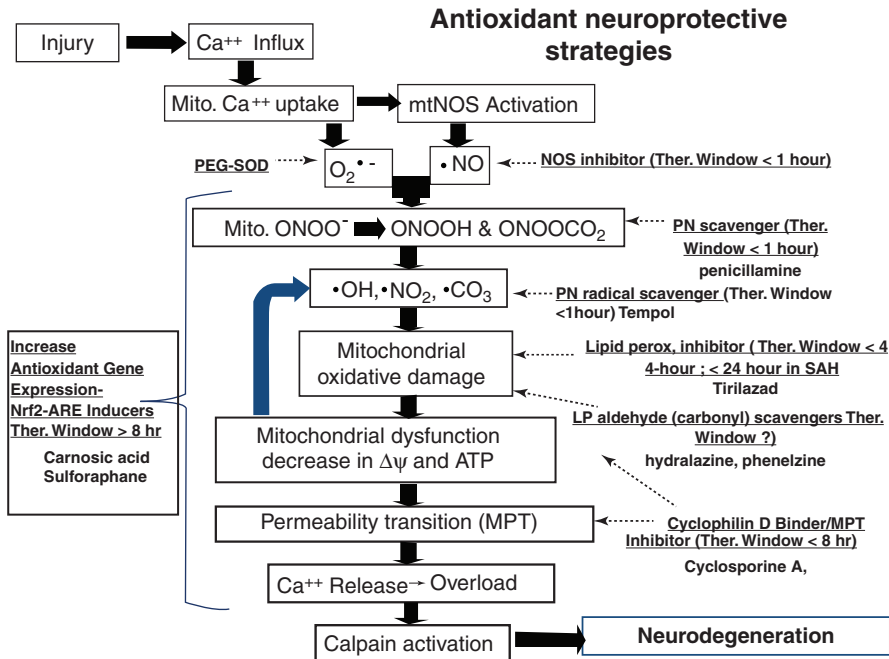 Antioxidant neuroprotective
strategies
Injury
Ca++ Influx
Mito. Ca++ uptake
mtNOS Activation
PEG-SOD
O2•-
•NO
NOS inhibitor (Ther. Window < 1 hour)
Mito. ONOO- ONOOH & ONOOCO2
PN scavenger (Ther.
Window < 1 hour)
penicillamine
•OH,•NO2, •CO3
PN radical scavenger (Ther. Window
<1hour) Tempol
Mitochondrial
oxidative damage
Lipid perox, inhibitor ( Ther. Window < 4
4-hour ; < 24 hour in SAH
Tirilazad
Increase
Antioxidant Gene
Expression-
Nrf2-ARE Inducers
Ther. Window > 8 hr
Carnosic acid
Sulforaphane
LP aldehyde (carbonyl) scavengers Ther.
Window ?)
hydralazine, phenelzine
Mitochondrial dysfunction
decrease in Δψ and ATP
Permeability transition (MPT)
Cyclophilin D Binder/MPT
Inhibitor (Ther. Window < 8 hr)
Cyclosporine A,
Ca++ Release→Overload
Calpain activation
Neurodegeneration